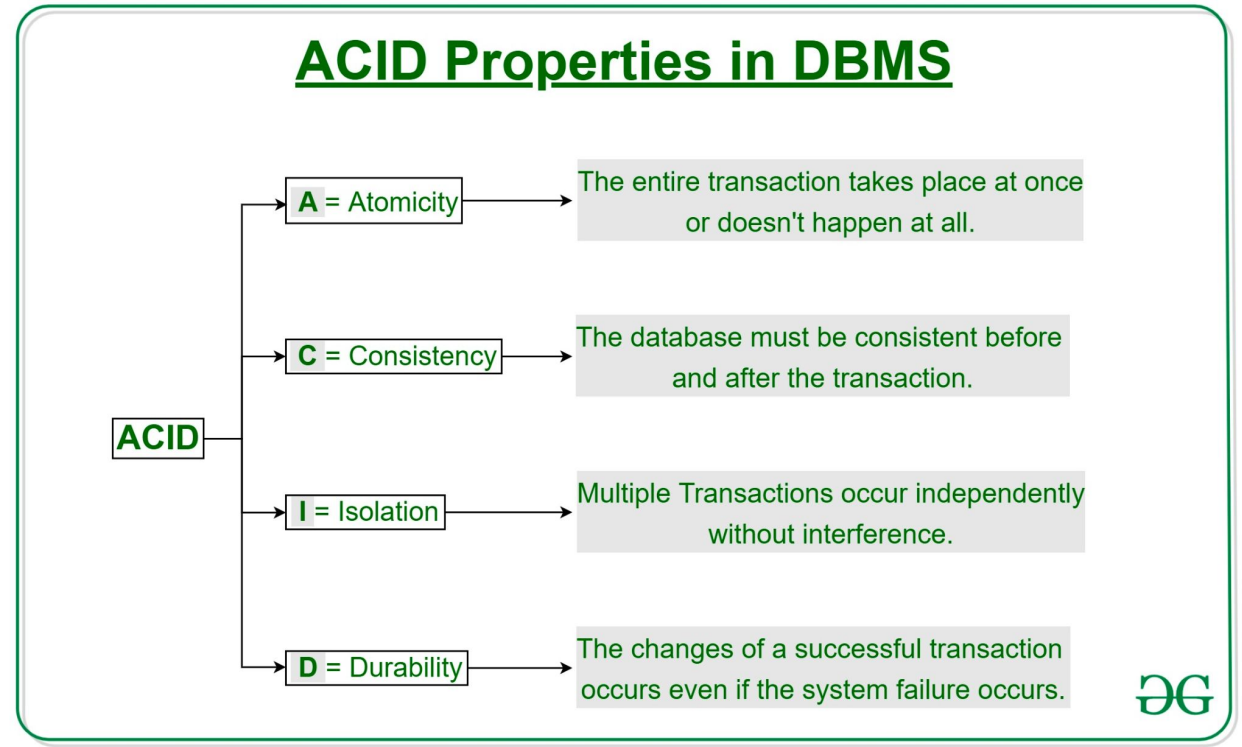 ACID Properties in DBMS
A = Atomicity
The entire transaction takes place at once
or doesn't happen at all.
C = Consistency
The database must be consistent before
and after the transaction.
ACID
I = Isolation
Multiple Transactions occur independently
without interference.
D = Durability
The changes of a successful transaction
occurs even if the system failure occurs.